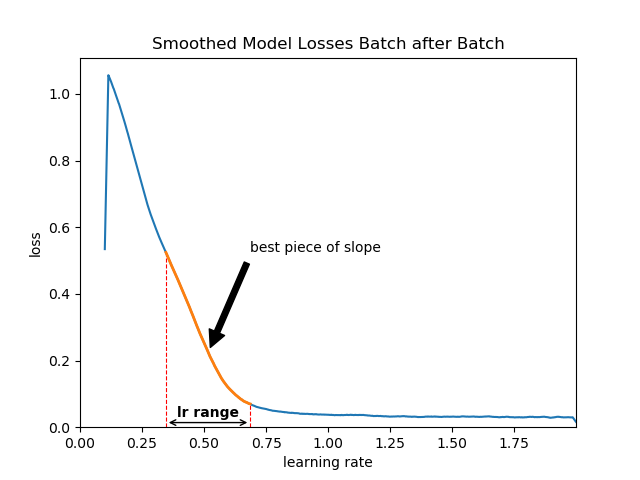 Smoothed Model Losses Batch after Batch
1.0
0.8
0.6
0.4
0.2
0.0
loss
best piece of slope
lr range
0.00 0.25 0.50 0.75 1.00 1.25 1.50 1.75
learning rate